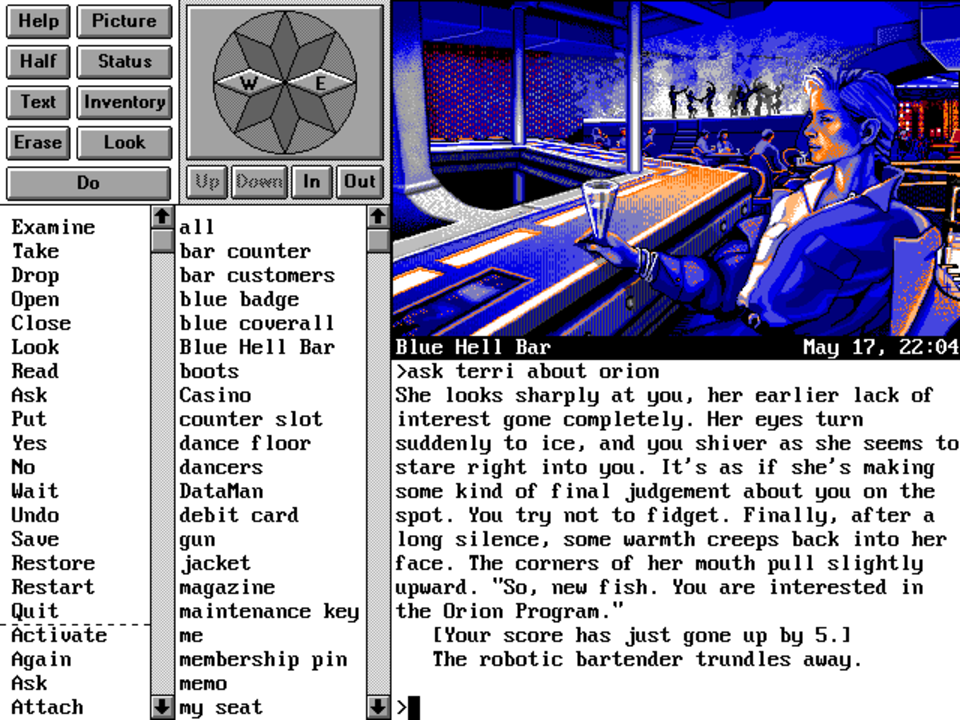 Help Picture
Half Status
Text Inventory
Erase Look
Do
W E
Up Down In Out
Examine
Take
Drop
Open
Close
Look
Read
Ask
Put
Yes
No
Wait
Undo
Save
Restore
Restart
Quit
Activate
Again
Ask
Attach
all
bar counter
bar customers
blue badge
blue coverall
Blue Hell Bar
boots
Casino
counter slot
dance floor
dancers
DataMan
debit card
gun
jacket
magazine
maintenance key
me
membership pin
memo
my seat
Blue Hell Bar May 17, 22:04
>ask terri about orion
She looks sharply at you, her earlier lack of
interest gone completely. Her eyes turn
suddenly to ice, and you shiver as she seems to
stare right into you. It's as if she's making
some kind of final judgement about you on the
spot. You try not to fidget. Finally, after a
long silence, some warmth creeps back into her
face. The corners of her mouth pull slightly
upward. "So, new fish. You are interested in
the Orion Program."
[Your score has just gone up by 5.]
The robotic bartender trundles away.
>